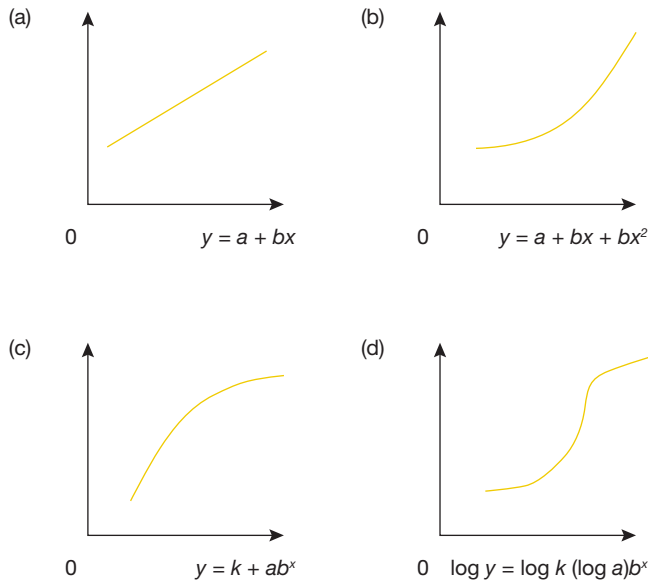 (a)
(b)
0
y = a + bx
0
y = a + bx + bx²
(c)
(d)
0
y = k + abˣ
0
log y = log k (log a)bˣ